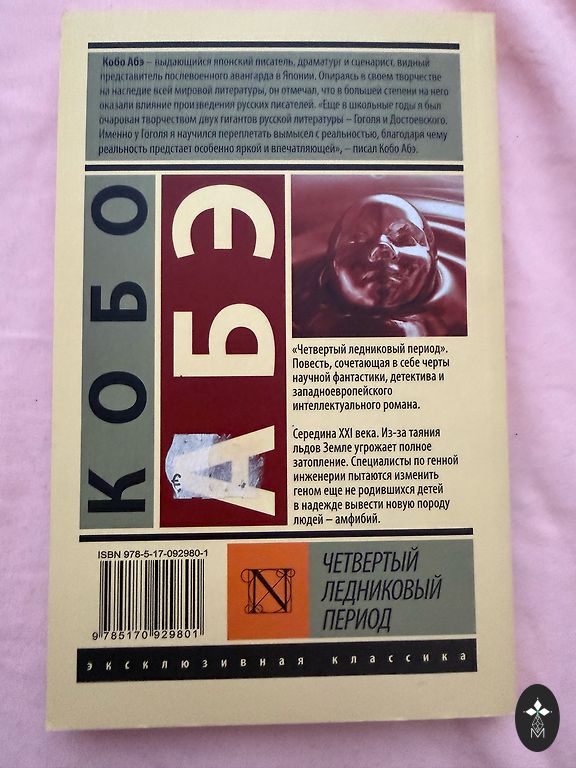 Кобо Абэ – выдающийся японский писатель, драматург и сценарист, видный
представитель послевоенного авангарда в Японии. Опираясь в своем творчестве
на наследие всей мировой литературы, он отмечал, что в большей степени на него
оказали влияние произведения русских писателей. «Еще в школьные годы я был
очарован творчеством двух гигантов русской литературы – Гоголя и Достоевского.
Именно у Гоголя я научился переплетать вымысел с реальностью, благодаря чему
реальность предстает особенно яркой и впечатляющей», – писал Кобо Абэ.
КОБО
АБЭ
«Четвертый ледниковый период».
Повесть, сочетающая в себе черты
научной фантастики, детектива и
западноевропейского
интеллектуального романа.
Середина XXI века. Из-за таяния
льдов Земле угрожает полное
затопление. Специалисты по генной
инженерии пытаются изменить
геном еще не родившихся детей
в надежде вывести новую породу
людей – амфибий.
ISBN 978-5-17-092980-1
9 785170 929801
N
ЧЕТВЕРТЫЙ
ЛЕДНИКОВЫЙ
ПЕРИОД
эксклюзивная классика
M